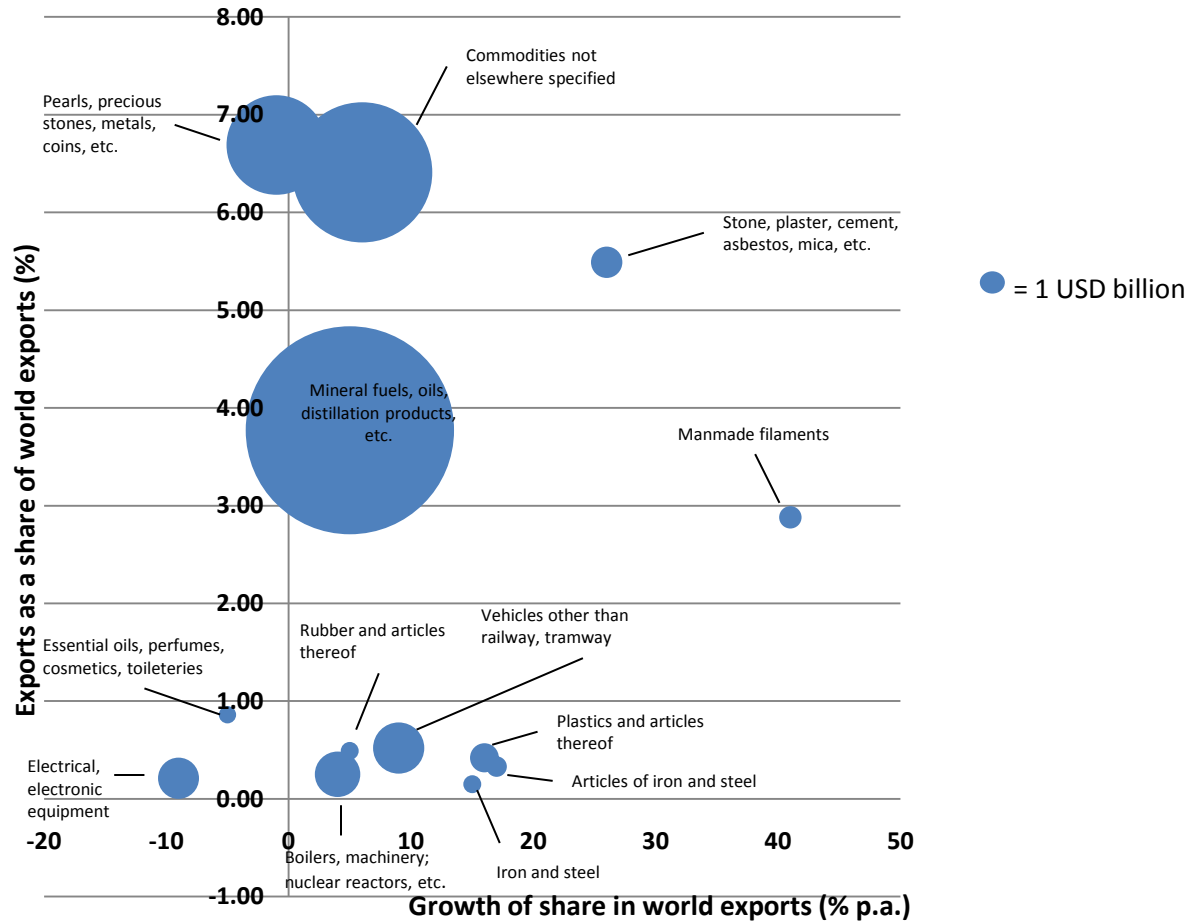 8.00
Commodities not
elsewhere specified
Pearls, precious
stones, metals,
coins, etc.
7.00
6.00
Stone, plaster, cement,
asbestos, mica, etc.
= 1 USD billion
5.00
Mineral fuels, oils,
distillation products,
etc.
4.00
Manmade filaments
3.00
2.00
Essential oils, perfumes,
cosmetics, toileteries
Rubber and articles
thereof
Vehicles other than
railway, tramway
1.00
Plastics and articles
thereof
Electrical,
electronic
equipment
Articles of iron and steel
0.00
-20
-10
0
10
20
30
40
50
Boilers, machinery;
nuclear reactors, etc.
Iron and steel
-1.00
Growth of share in world exports (% p.a.)
Exports as a share of world exports (%)